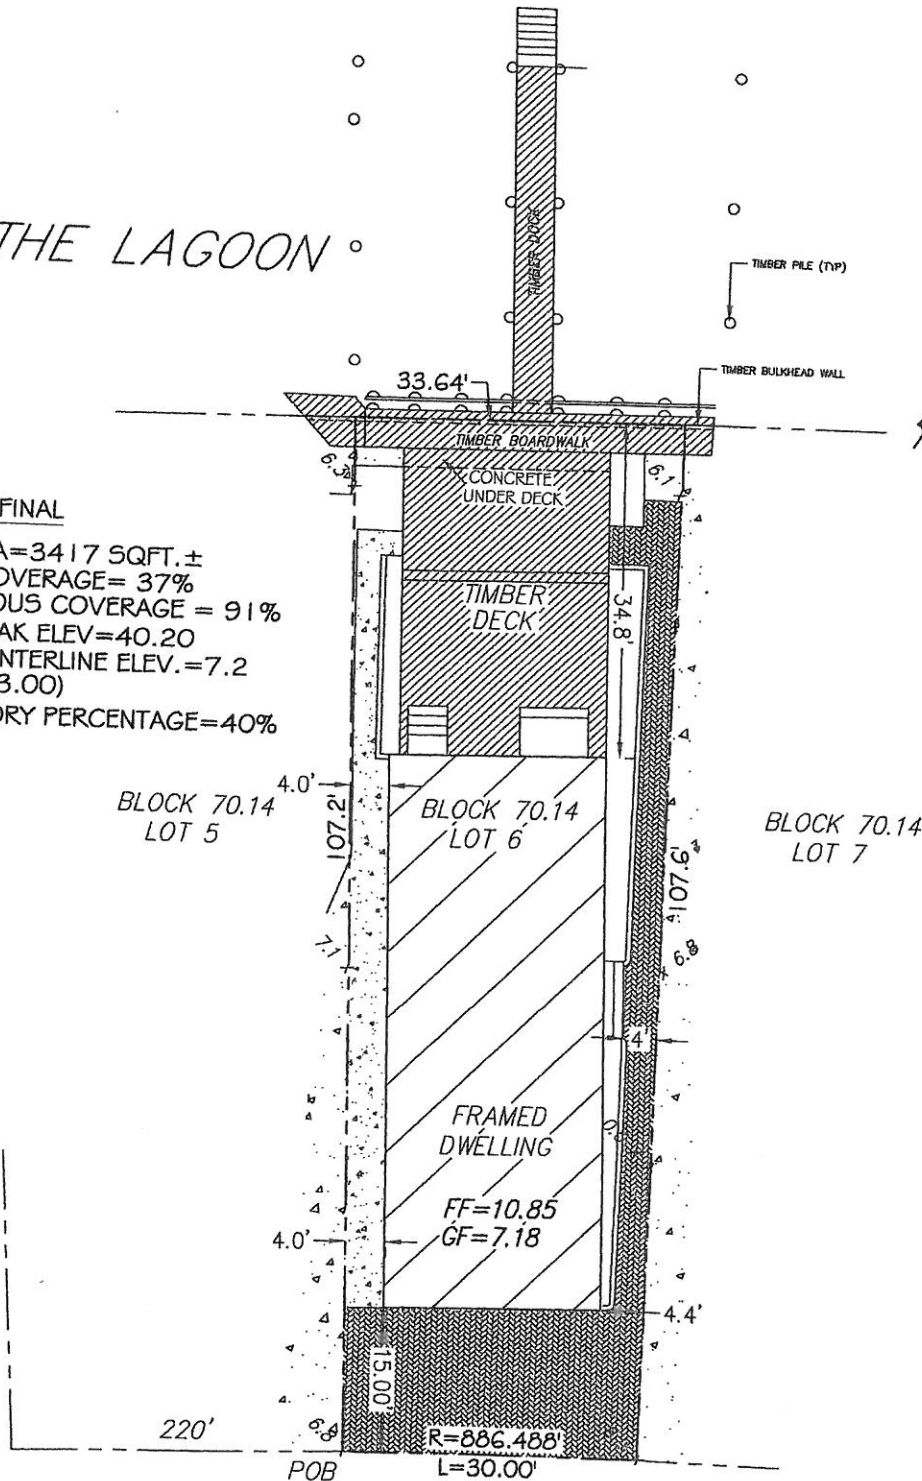 THE LAGOON
TIMBER DOCK
TIMBER PILE (TYP)
TIMBER BULKHEAD WALL
33.64'
TIMBER BOARDWALK
6.3
CONCRETE
UNDER DECK
6.1
FINAL
A=3417 SQFT.±
OVERAGE= 37%
OUS COVERAGE = 91%
AK ELEV=40.20
NTERLINE ELEV.=7.2
3.00)
ORY PERCENTAGE=40%
TIMBER
DECK
34.8'
4.0'
107.2'
BLOCK 70.14
LOT 5
BLOCK 70.14
LOT 6
BLOCK 70.14
LOT 7
107.6'
7.1
6.8
4'
FRAMED
DWELLING
FF=10.85
GF=7.18
4.0'
4.4'
15.00'
6.8
220'
R=886.488'
L=30.00'
POB